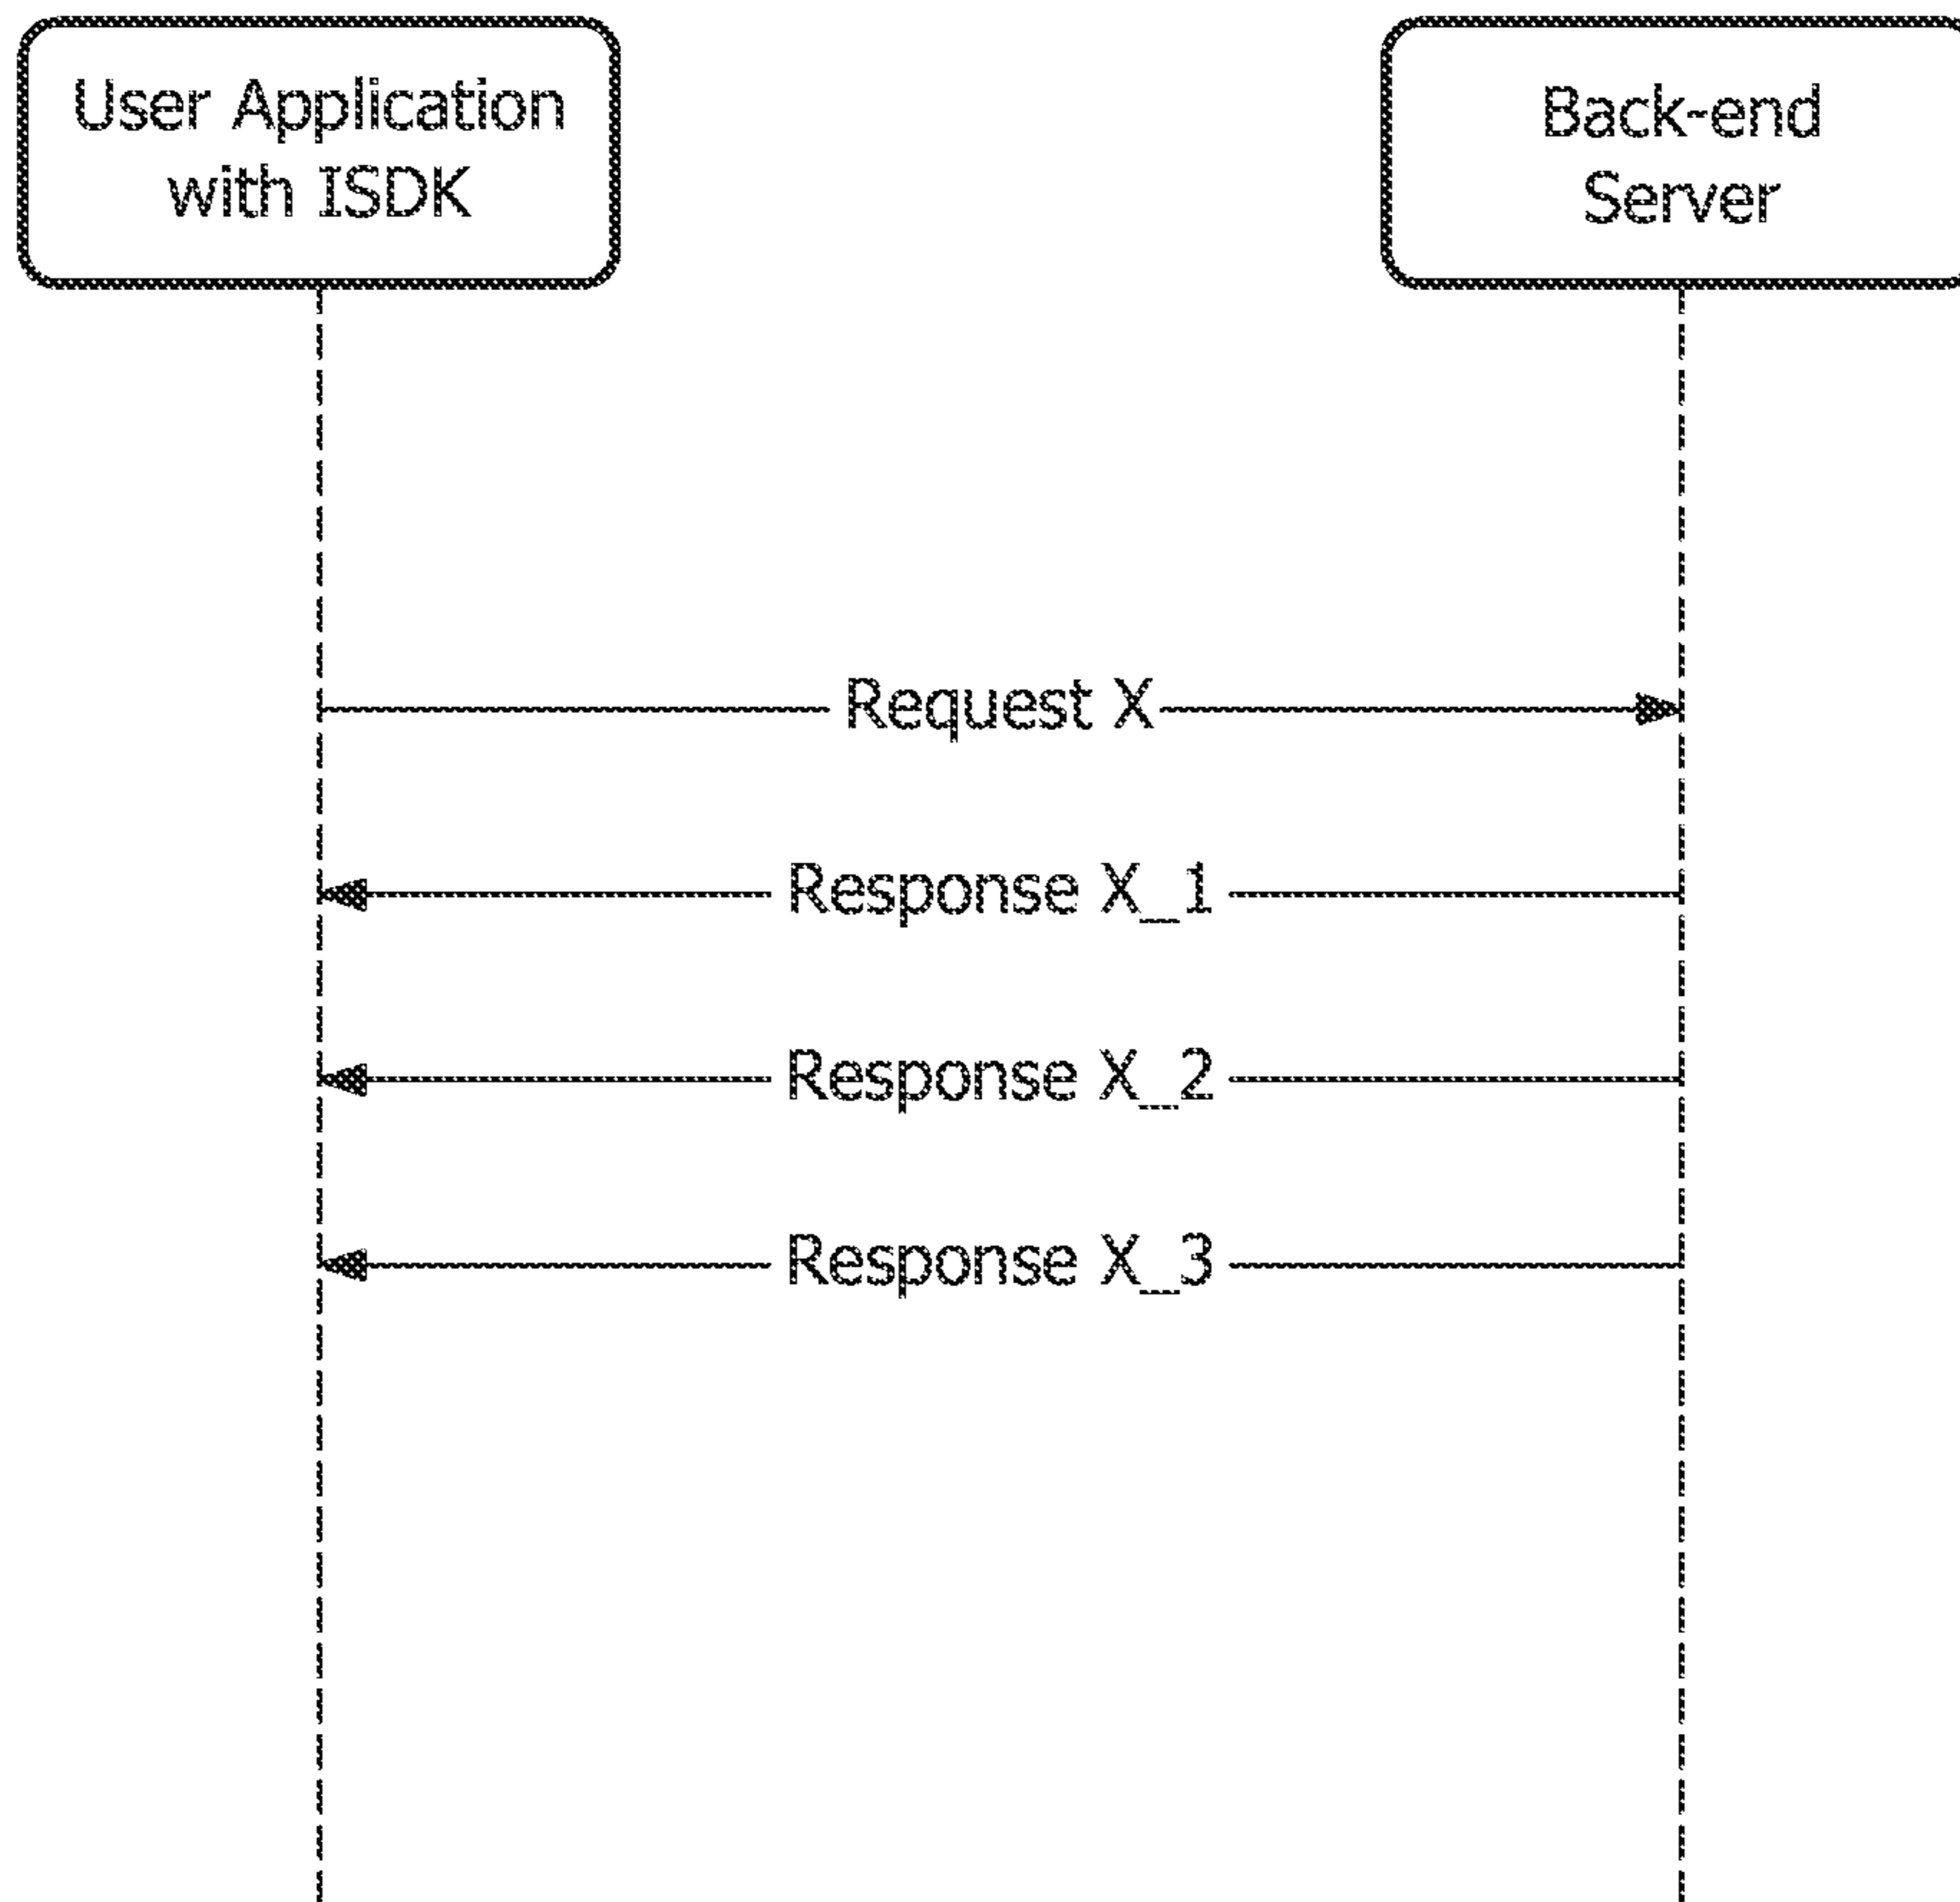 User Application
with ISDK
Back-end
Server
Request X
Response X_1
Response X_2
Response X_3